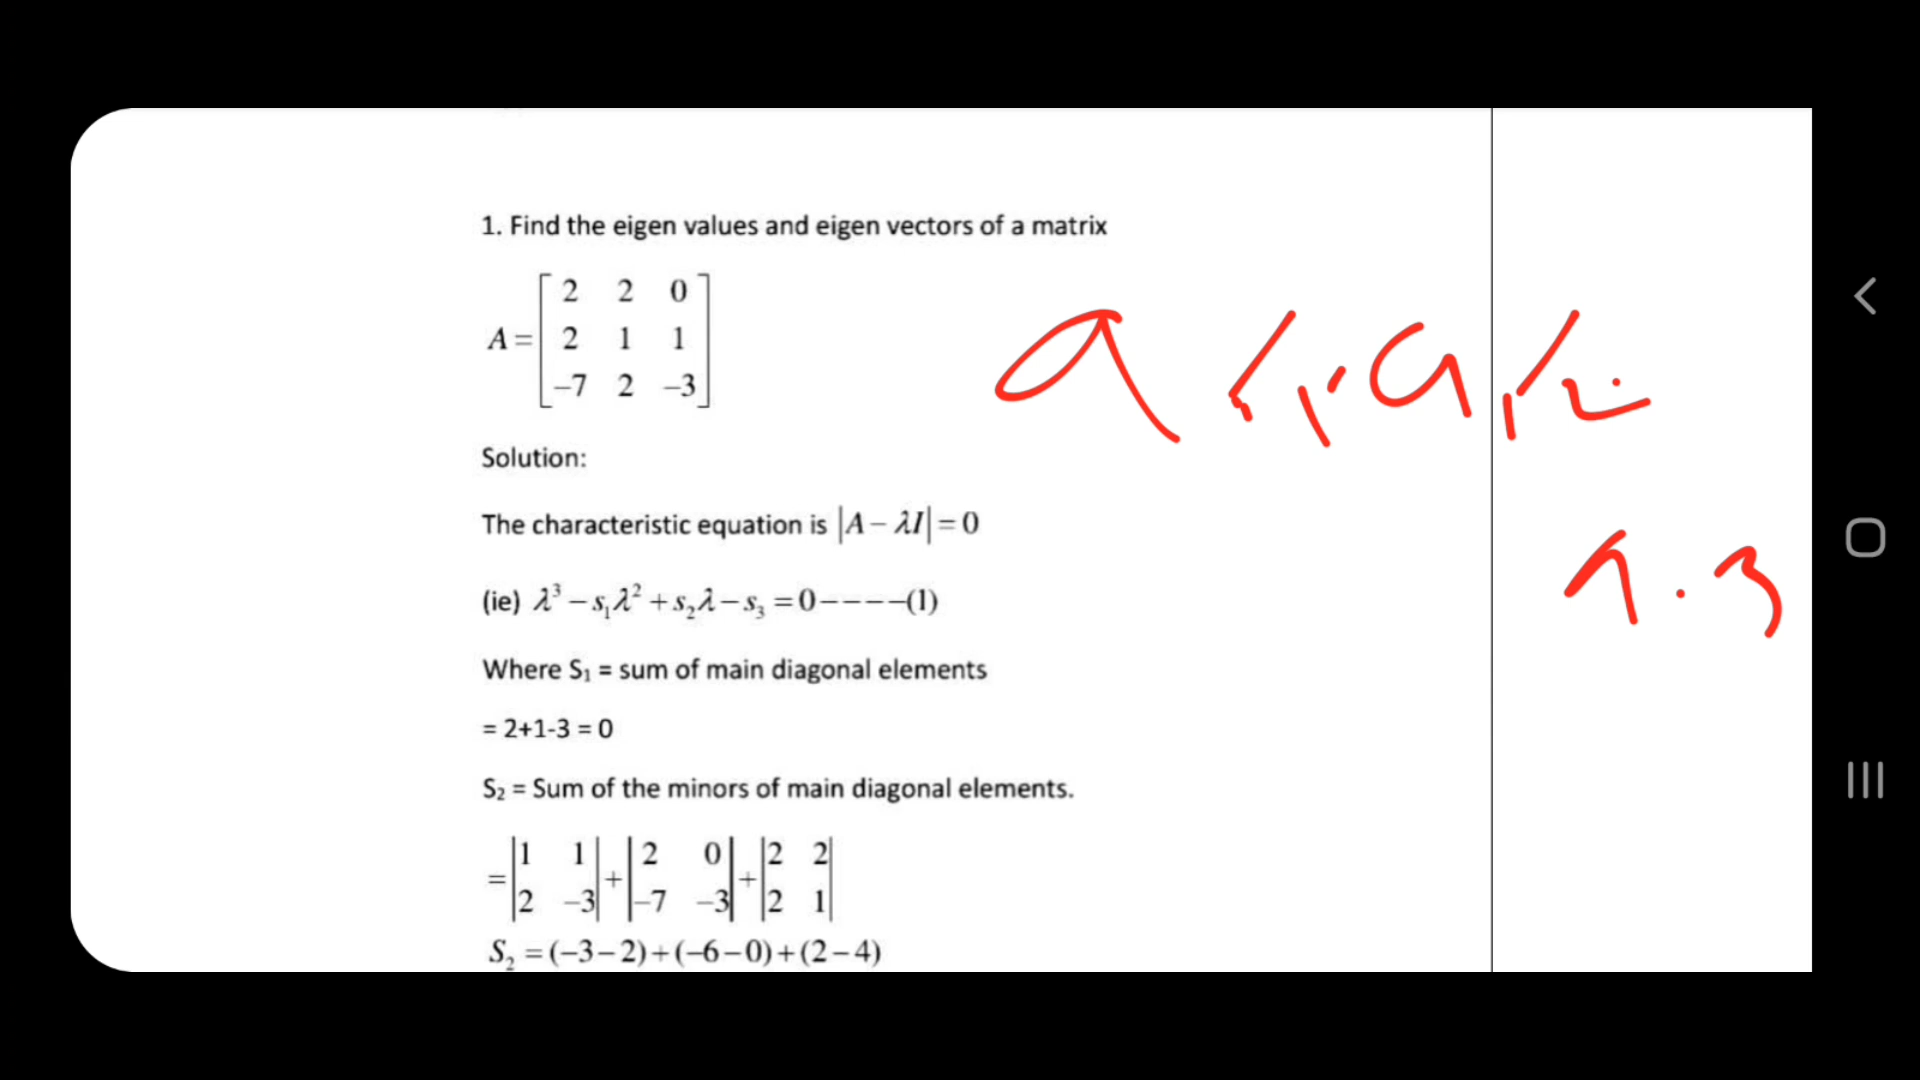 1. Find the eigen values and eigen vectors of a matrix
A = [ 2 2 0
2 1 1
–7 2 –3 ]
Solution:
The characteristic equation is |A – λI| = 0
(ie) λ³ – s₁λ² + s₂λ – s₃ = 0 – – – –(1)
Where S₁ = sum of main diagonal elements
= 2+1-3 = 0
S₂ = Sum of the minors of main diagonal elements.
= |1 1| + |2 0| + |2 2|
|2 –3| |–7 –3| |2 1|
S₂ = (–3 – 2) + (–6 – 0) + (2 – 4)